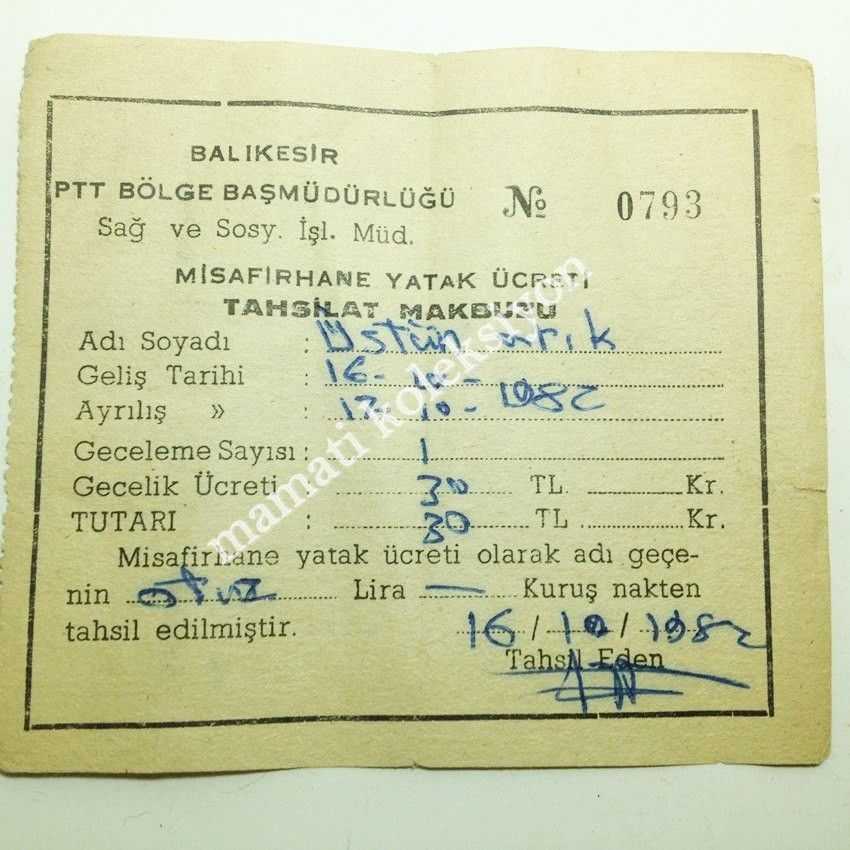 BALIKESİR
PTT BÖLGE BAŞMÜDÜRLÜĞÜ № 0793
Sağ ve Sosy. İşl. Müd.
MİSAFİRHANE YATAK ÜCRETİ
TAHSİLAT MAKBUZU
Adı Soyadı : Üstün
Geliş Tarihi : 16- 10-
Ayrılış » : 17- 10- 1982
Geceleme Sayısı : 1
Gecelik Ücreti : 30 TL. Kr.
TUTARI : 30 TL Kr.
Misafirhane yatak ücreti olarak adı geçe-
nin otuz Lira — Kuruş nakten
tahsil edilmiştir. 16 / 10 / 1982
Tahsil Eden
mamati koleksiyon